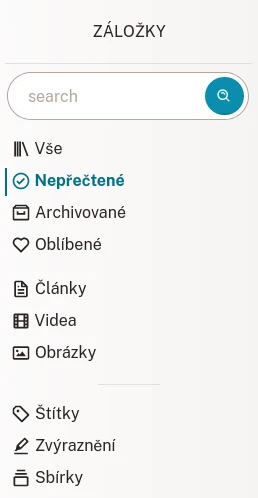 ZÁLOŽKY
search
Vše
Nepřečtené
Archivované
Oblíbené
Články
Videa
Obrázky
Štítky
Zvýraznění
Sbírky